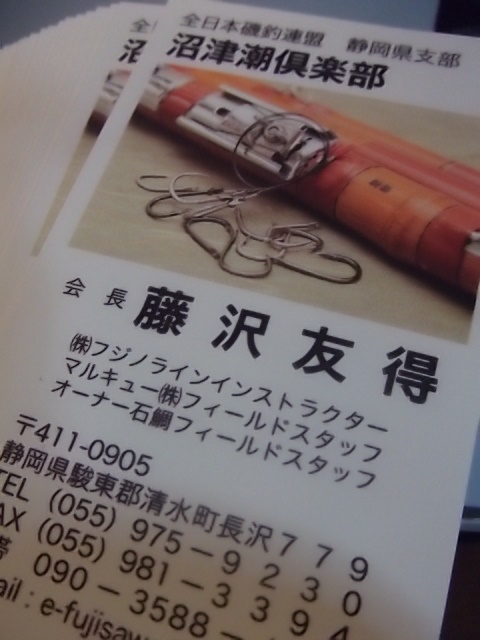 全日本磯釣連盟　静岡県支部
沼津潮倶楽部
会長　藤沢友得
㈱フジノラインインストラクター
マルキュー㈱フィールドスタッフ
オーナー石鯛フィールドスタッフ
〒411-0905
静岡県駿東郡清水町長沢779
TEL (055) 975-9230
AX (055) 981-3394
帯 090-3588-
ail : e-fujisaw
全
沼